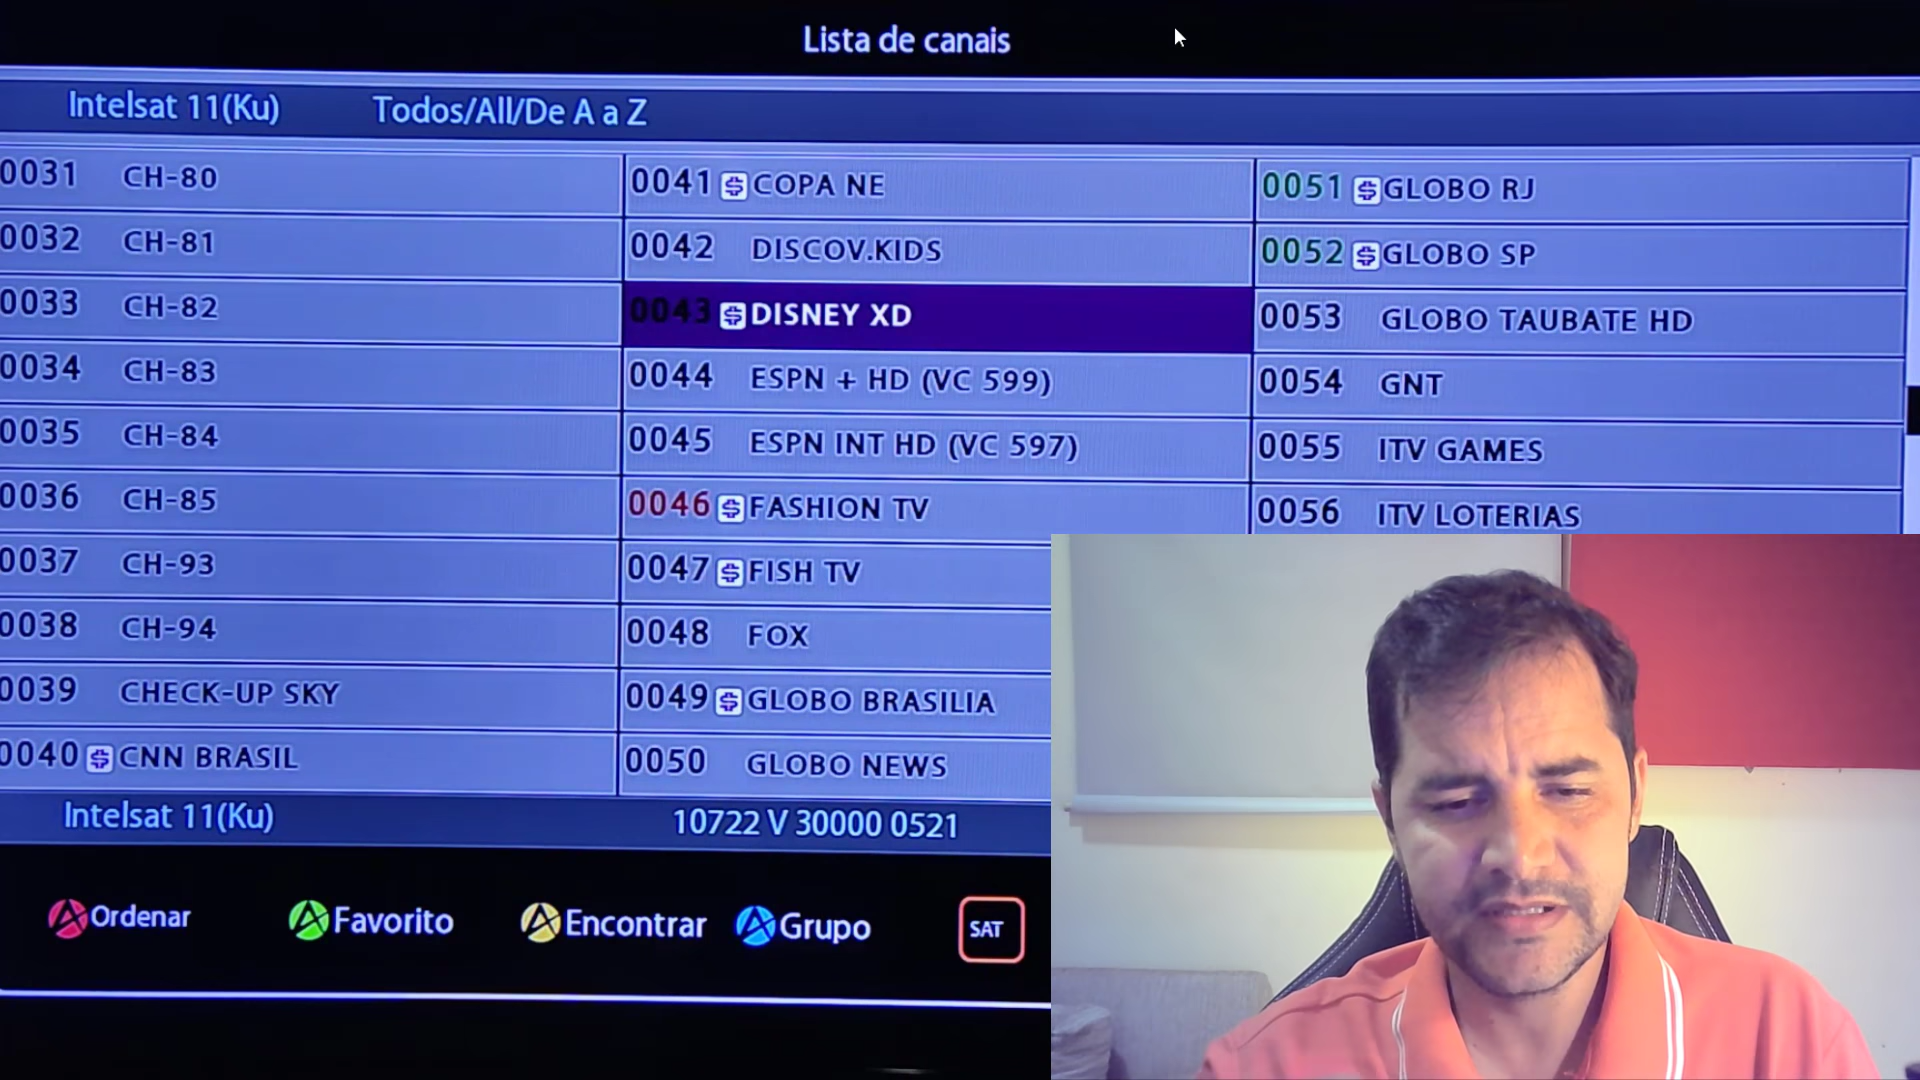 Lista de canais
Intelsat 11(Ku) Todos/All/De A a Z
0031 CH-80
0032 CH-81
0033 CH-82
0034 CH-83
0035 CH-84
0036 CH-85
0037 CH-93
0038 CH-94
0039 CHECK-UP SKY
0040 $ CNN BRASIL
0041 $ COPA NE
0042 DISCOV.KIDS
0043 $ DISNEY XD
0044 ESPN + HD (VC 599)
0045 ESPN INT HD (VC 597)
0046 $ FASHION TV
0047 $ FISH TV
0048 FOX
0049 $ GLOBO BRASILIA
0050 GLOBO NEWS
0051 $ GLOBO RJ
0052 $ GLOBO SP
0053 GLOBO TAUBATE HD
0054 GNT
0055 ITV GAMES
0056 ITV LOTERIAS
Intelsat 11(Ku) 10722 V 30000 0521
Ordenar Favorito Encontrar Grupo SAT